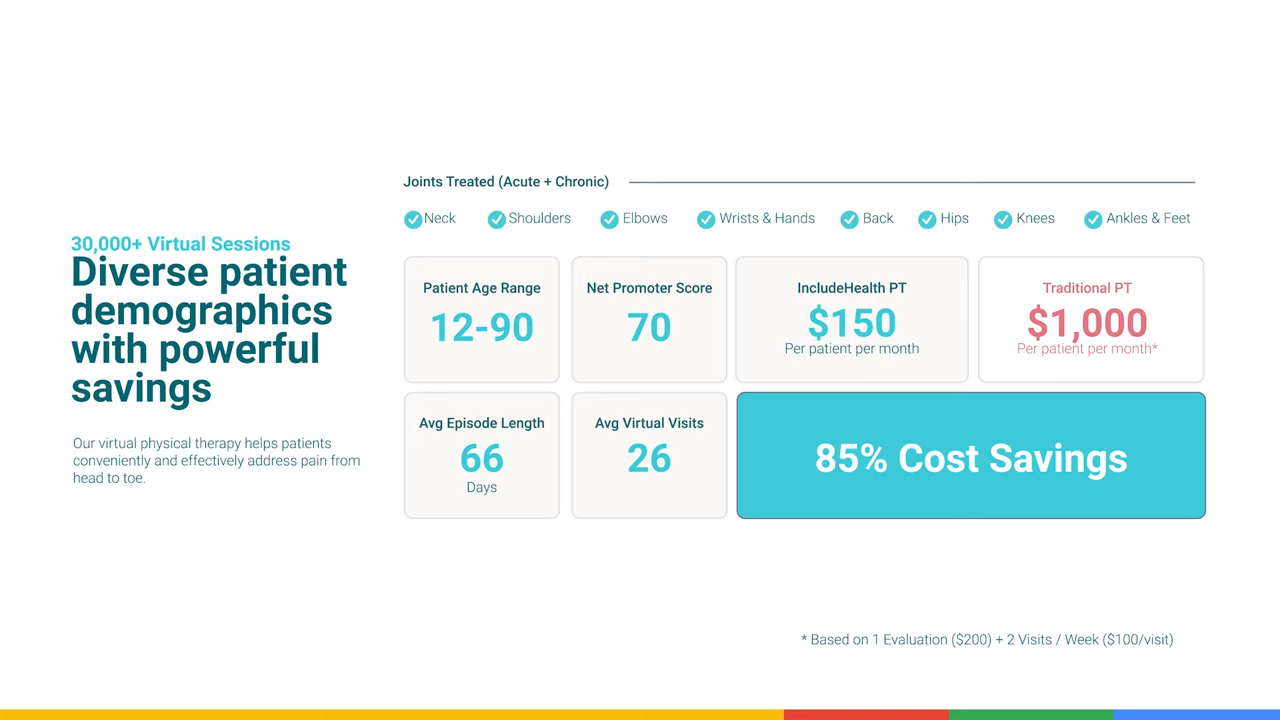 30,000+ Virtual Sessions
Diverse patient
demographics
with powerful
savings
Our virtual physical therapy helps patients
conveniently and effectively address pain from
head to toe.
Joints Treated (Acute + Chronic)
Neck Shoulders Elbows Wrists & Hands Back Hips Knees Ankles & Feet
Patient Age Range
12-90
Net Promoter Score
70
IncludeHealth PT
$150
Per patient per month
Traditional PT
$1,000
Per patient per month*
Avg Episode Length
66
Days
Avg Virtual Visits
26
85% Cost Savings
* Based on 1 Evaluation ($200) + 2 Visits / Week ($100/visit)